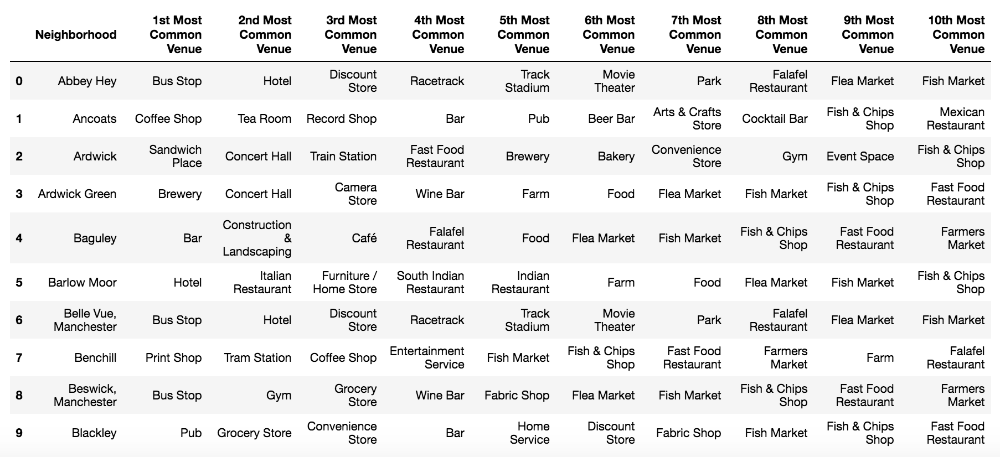 Neighborhood 1st Most Common Venue 2nd Most Common Venue 3rd Most Common Venue 4th Most Common Venue 5th Most Common Venue 6th Most Common Venue 7th Most Common Venue 8th Most Common Venue 9th Most Common Venue 10th Most Common Venue
0 Abbey Hey Bus Stop Hotel Discount Store Racetrack Track Stadium Movie Theater Park Falafel Restaurant Flea Market Fish Market
1 Ancoats Coffee Shop Tea Room Record Shop Bar Pub Beer Bar Arts & Crafts Store Cocktail Bar Fish & Chips Shop Mexican Restaurant
2 Ardwick Sandwich Place Concert Hall Train Station Fast Food Restaurant Brewery Bakery Convenience Store Gym Event Space Fish & Chips Shop
3 Ardwick Green Brewery Concert Hall Camera Store Wine Bar Farm Food Flea Market Fish Market Fish & Chips Shop Fast Food Restaurant
4 Baguley Bar Construction & Landscaping Café Falafel Restaurant Food Flea Market Fish Market Fish & Chips Shop Fast Food Restaurant Farmers Market
5 Barlow Moor Hotel Italian Restaurant Furniture / Home Store South Indian Restaurant Indian Restaurant Farm Food Flea Market Fish Market Fish & Chips Shop
6 Belle Vue, Manchester Bus Stop Hotel Discount Store Racetrack Track Stadium Movie Theater Park Falafel Restaurant Flea Market Fish Market
7 Benchill Print Shop Tram Station Coffee Shop Entertainment Service Fish Market Fish & Chips Shop Fast Food Restaurant Farmers Market Farm Falafel Restaurant
8 Beswick, Manchester Bus Stop Gym Grocery Store Wine Bar Fabric Shop Flea Market Fish Market Fish & Chips Shop Fast Food Restaurant Farmers Market
9 Blackley Pub Grocery Store Convenience Store Bar Home Service Discount Store Fabric Shop Fish Market Fish & Chips Shop Fast Food Restaurant